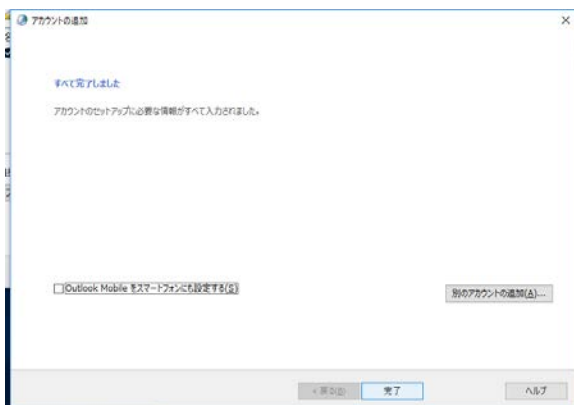 アカウントの追加
すべて完了しました
アカウントのセットアップに必要な情報がすべて入力されました。
Outlook Mobile をスマートフォンにも設定する(S)
別のアカウントの追加(A)...
< 戻る(B)
完了
ヘルプ